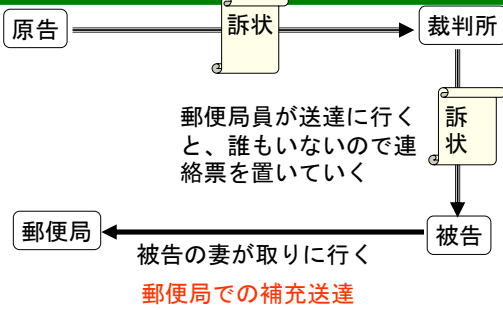 原告
訴状
裁判所
郵便局員が送達に行く
と、誰もいないので連
絡票を置いていく
訴
状
郵便局
被告
被告の妻が取りに行く
郵便局での補充送達